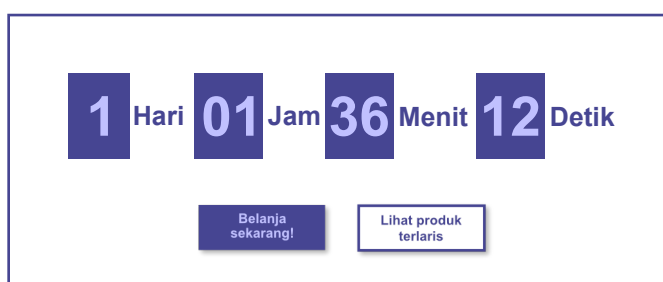 1 Hari 01 Jam 36 Menit 12 Detik
Belanja
sekarang!
Lihat produk
terlaris